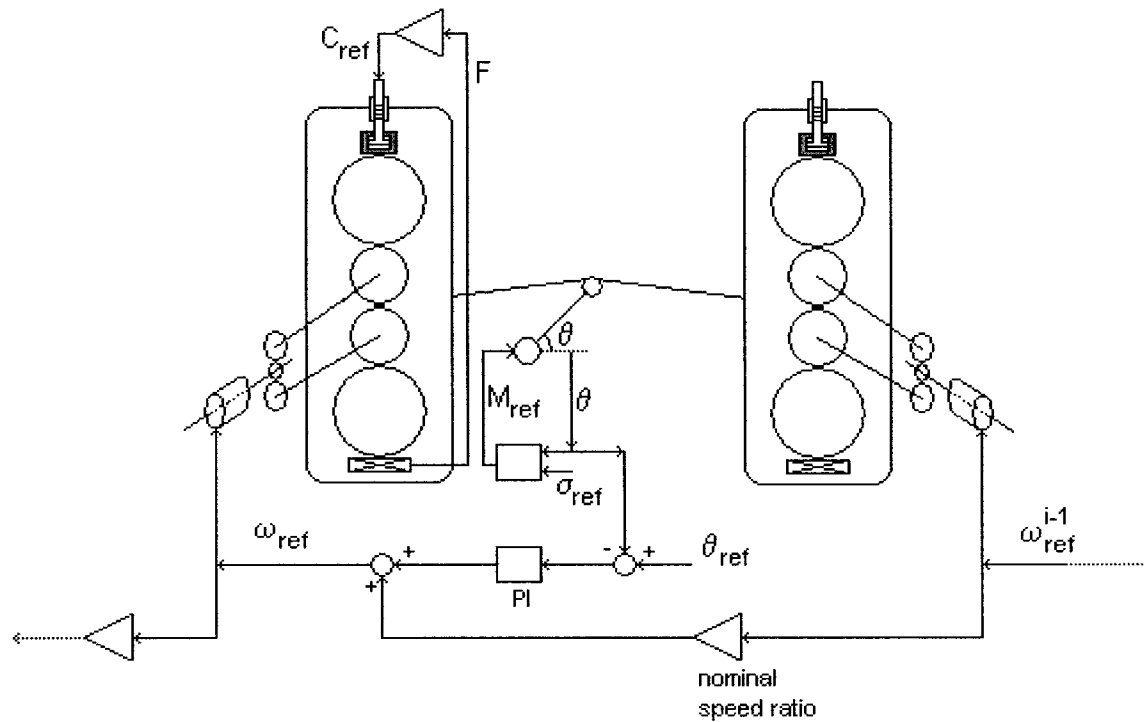 C_ref
F
θ
M_ref
θ
σ_ref
ω_ref
+
-
+
θ_ref
ω_ref^i-1
+
PI
nominal
speed ratio